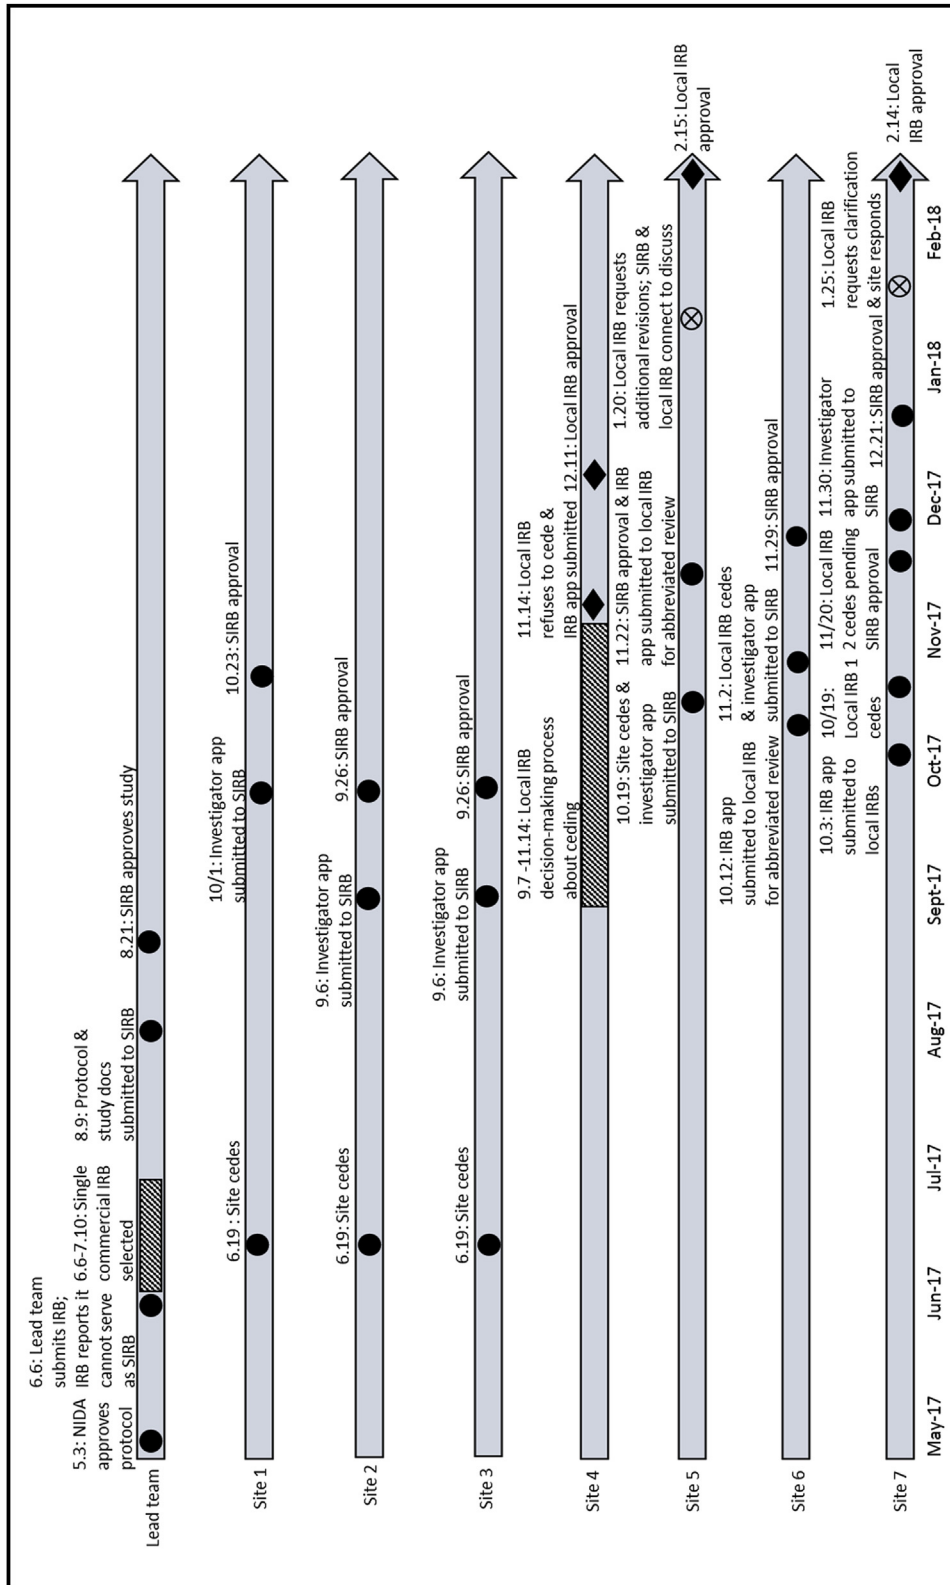 6.6: Lead team
submits IRB;
5.3: NIDA IRB reports it 6.6-7.10: Single 8.9: Protocol &
approves cannot serve commercial IRB study docs
protocol as SIRB selected submitted to SIRB 8.21: SIRB approves study
Lead team
10/1: Investigator app
6.19 : Site cedes submitted to SIRB 10.23: SIRB approval
Site 1
9.6: Investigator app
6.19: Site cedes submitted to SIRB 9.26: SIRB approval
Site 2
9.6: Investigator app
6.19: Site cedes submitted to SIRB 9.26: SIRB approval
Site 3
9.7 -11.14: Local IRB 11.14: Local IRB
decision-making process refuses to cede &
about ceding IRB app submitted 12.11: Local IRB approval
Site 4
10.19: Site cedes & 11.22: SIRB approval & IRB 1.20: Local IRB requests
investigator app app submitted to local IRB additional revisions; SIRB &
submitted to SIRB for abbreviated review local IRB connect to discuss
2.15: Local IRB
approval
Site 5
10.12: IRB app 11.2: Local IRB cedes
submitted to local IRB & investigator app
for abbreviated review submitted to SIRB 11.29: SIRB approval
Site 6
10.3: IRB app 10/19: 11/20: Local IRB 11.30: Investigator 1.25: Local IRB
submitted to Local IRB 1 2 cedes pending app submitted to requests clarification
local IRBs cedes SIRB approval SIRB 12.21: SIRB approval & site responds
2.14: Local
IRB approval
Site 7
May-17 Jun-17 Jul-17 Aug-17 Sept-17 Oct-17 Nov-17 Dec-17 Jan-18 Feb-18